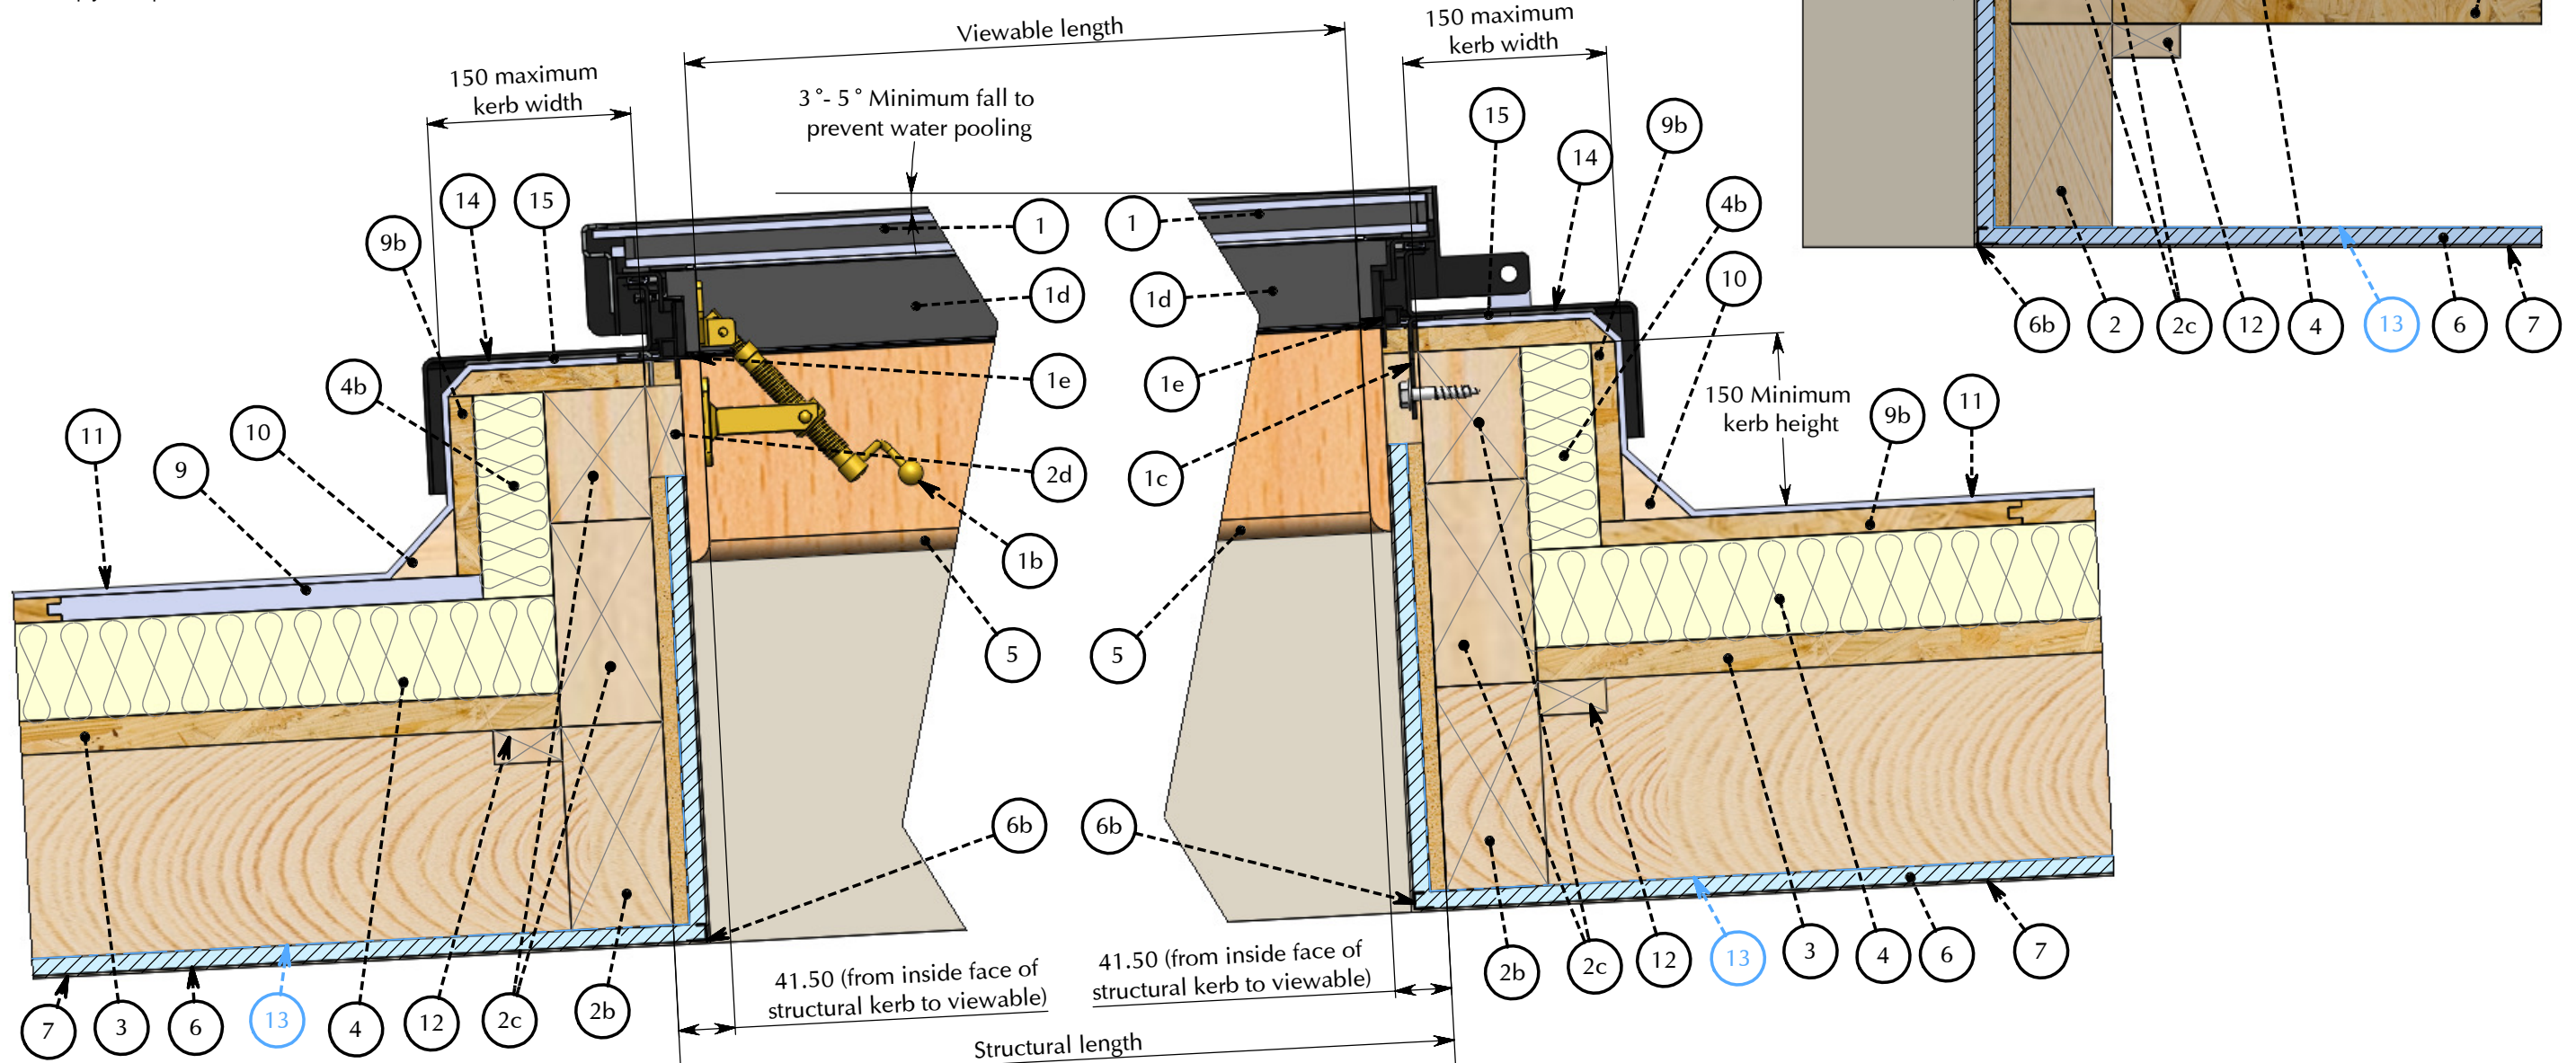 Viewable length
150 maximum
kerb width
150 maximum
kerb width
3°- 5° Minimum fall to
prevent water pooling
15
14
9b
4b
10
14
15
9b
1
1
1d
1d
4b
1e
1e
150 Minimum
kerb height
9b
11
11
9
10
2d
1c
1b
5
5
6b
6b
6b
2
2c
12
4
13
6
7
41.50 (from inside face of
structural kerb to viewable)
41.50 (from inside face of
structural kerb to viewable)
7
3
6
13
4
12
2c
2b
2b
2c
12
13
3
4
6
7
Structural length